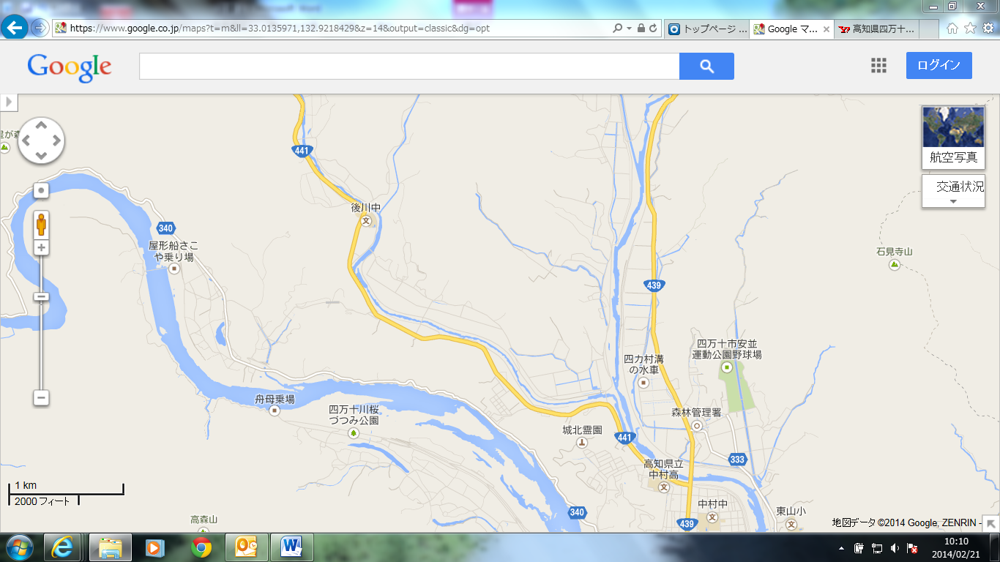 https://www.google.co.jp/maps?t=m&ll=33.0135971,132.9218429&z=14&output=classic&dg=opt
トップページ ...
Google マ...
高知県四万十...
Google
ログイン
441
航空写真
交通状況
後川中
340
屋形船さこ
や乗り場
石見寺山
439
四万十市安並
運動公園野球場
四カ村溝
の水車
舟母乗場
四万十川桜
づつみ公園
森林管理署
城北霊園
441
333
高知県立
中村高
1 km
2000 フィート
340
中村中
東山小
高森山
439
地図データ ©2014 Google, ZENRIN -
10:10
2014/02/21